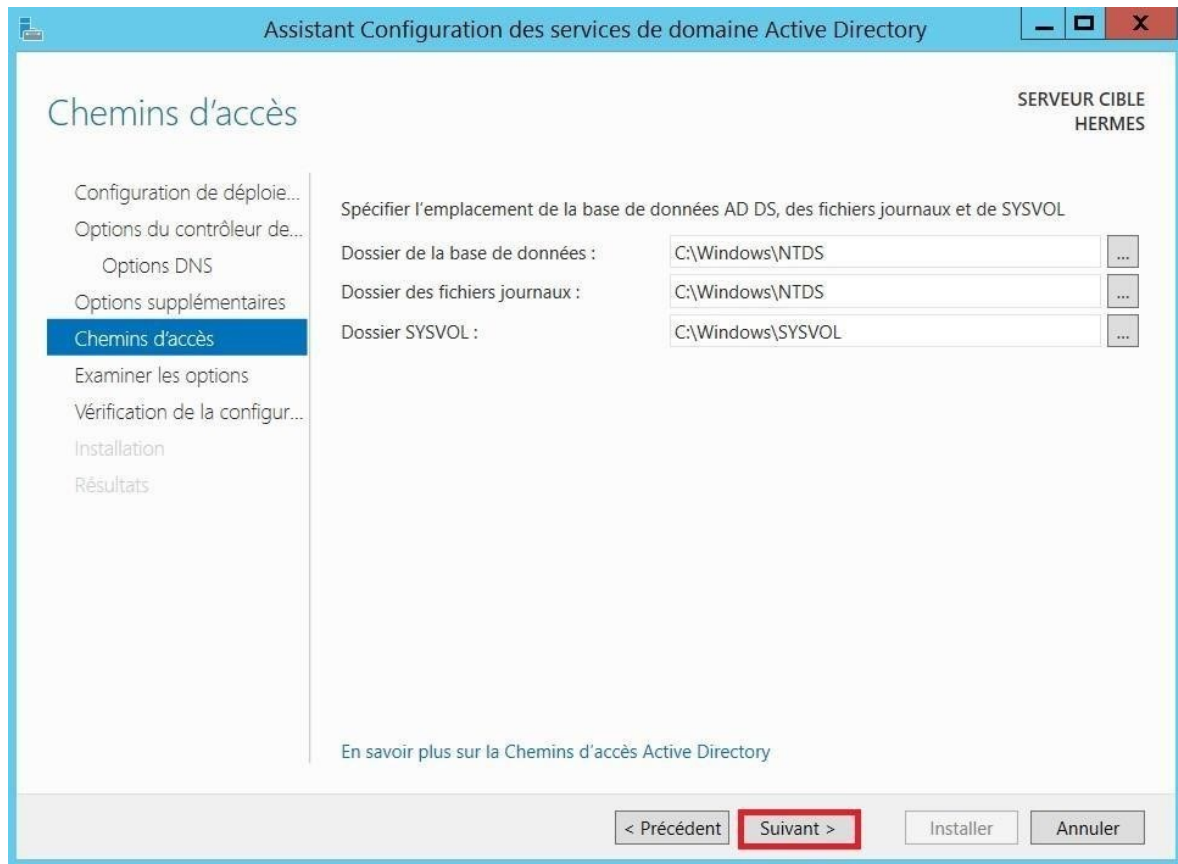 Assistant Configuration des services de domaine Active Directory
X
Chemins d'accès
SERVEUR CIBLE
HERMES
Configuration de déploie...
Options du contrôleur de...
Options DNS
Options supplémentaires
Chemins d'accès
Examiner les options
Vérification de la configur...
Installation
Résultats
Spécifier l'emplacement de la base de données AD DS, des fichiers journaux et de SYSVOL
Dossier de la base de données : C:\Windows\NTDS ...
Dossier des fichiers journaux : C:\Windows\NTDS ...
Dossier SYSVOL : C:\Windows\SYSVOL ...
En savoir plus sur la Chemins d'accès Active Directory
< Précédent Suivant > Installer Annuler